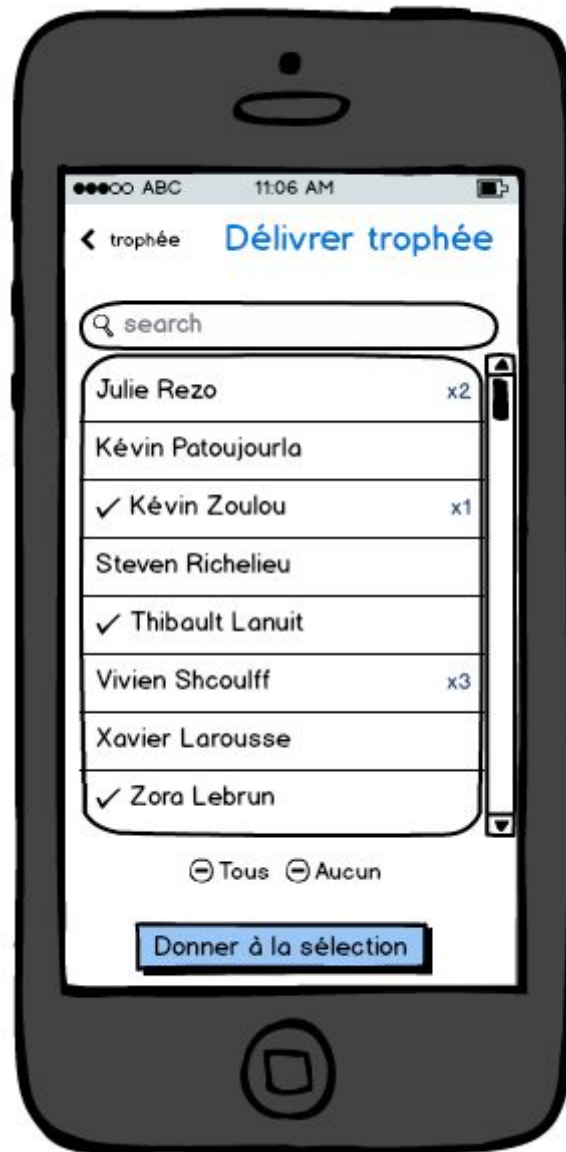 ABC 11:06 AM
trophée Délivrer trophée
search
Julie Rezo x2
Kévin Patoujourla
✓ Kévin Zoulou x1
Steven Richelieu
✓ Thibault Lanuit
Vivien Shcoulff x3
Xavier Larousse
✓ Zora Lebrun
Tous Aucun
Donner à la sélection